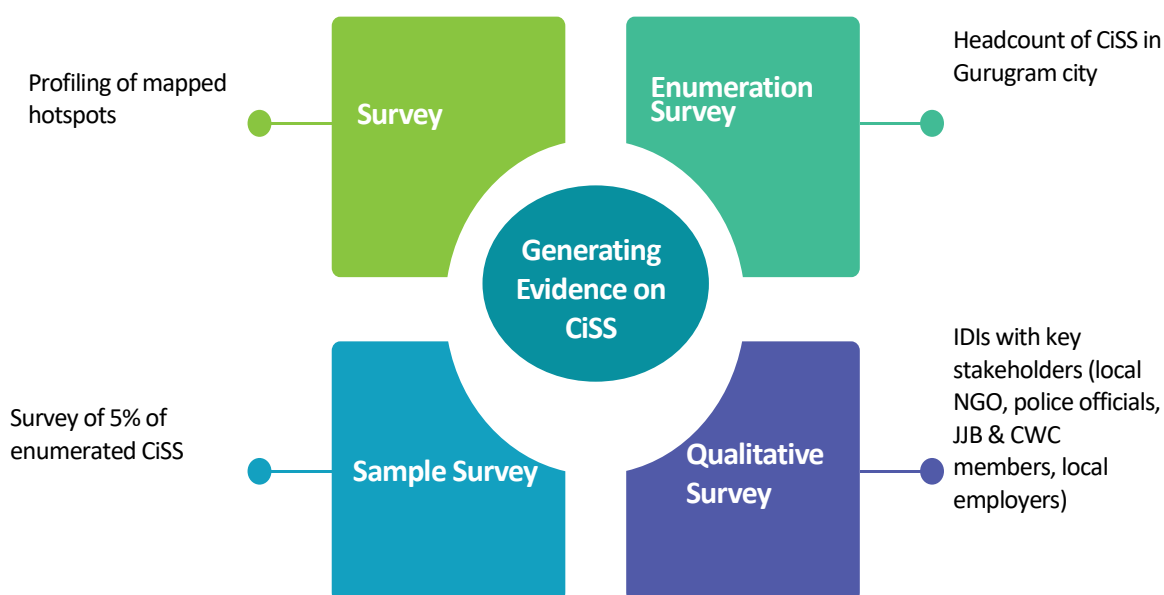 Profiling of mapped
hotspots
Survey
Enumeration
Survey
Headcount of CiSS in
Gurugram city
Generating
Evidence on
CiSS
Survey of 5% of
enumerated CiSS
Sample Survey
Qualitative
Survey
IDIs with key
stakeholders (local
NGO, police officials,
JJB & CWC
members, local
employers)